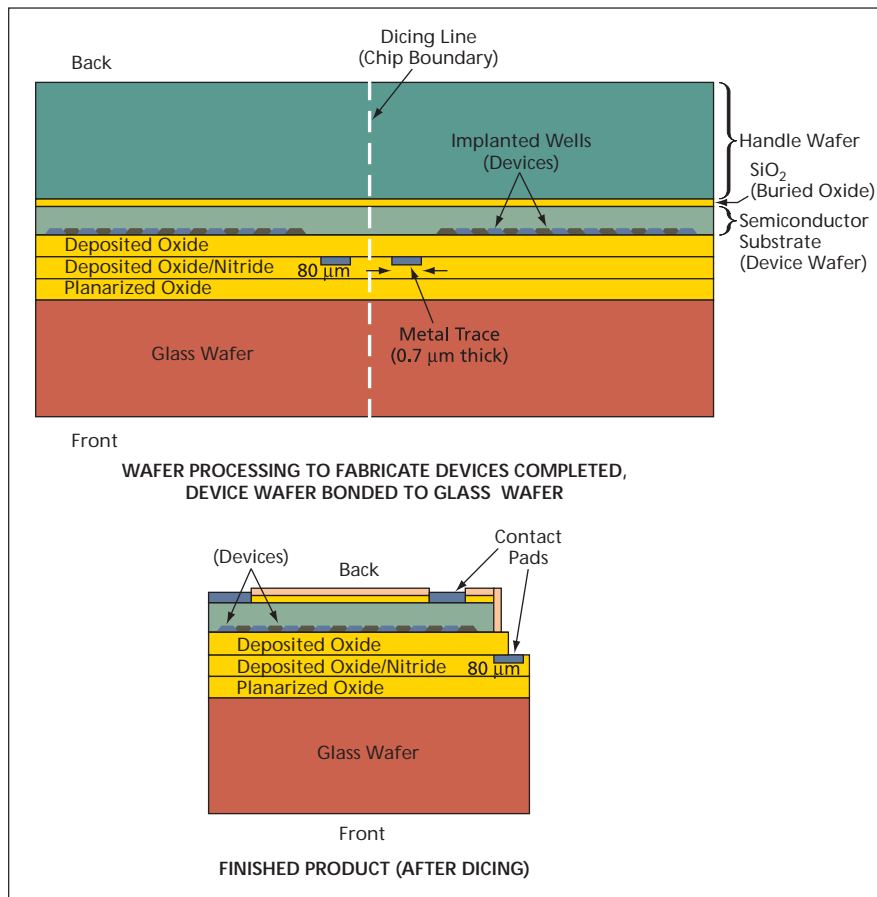 Dicing Line
(Chip Boundary)
Back
Implanted Wells
(Devices)
Handle Wafer
SiO2
(Buried Oxide)
Semiconductor
Substrate
(Device Wafer)
Deposited Oxide
Deposited Oxide/Nitride
80 μm
Planarized Oxide
Metal Trace
(0.7 μm thick)
Glass Wafer
Front
WAFER PROCESSING TO FABRICATE DEVICES COMPLETED,
DEVICE WAFER BONDED TO GLASS WAFER
Contact
Pads
(Devices)
Back
Deposited Oxide
Deposited Oxide/Nitride
80 μm
Planarized Oxide
Glass Wafer
Front
FINISHED PRODUCT (AFTER DICING)